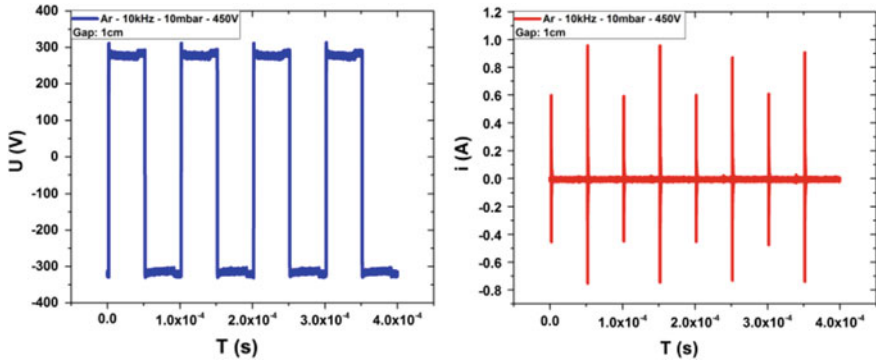 Ar - 10kHz - 10mbar - 450V
Gap: 1cm
400
300
200
100
0
-100
-200
-300
-400
U (V)
0.0 1.0x10⁻⁴ 2.0x10⁻⁴ 3.0x10⁻⁴ 4.0x10⁻⁴
T (s)
Ar - 10kHz - 10mbar - 450V
Gap: 1cm
1.2
1.0
0.8
0.6
0.4
0.2
0.0
-0.2
-0.4
-0.6
-0.8
i (A)
0.0 1.0x10⁻⁴ 2.0x10⁻⁴ 3.0x10⁻⁴ 4.0x10⁻⁴
T (s)